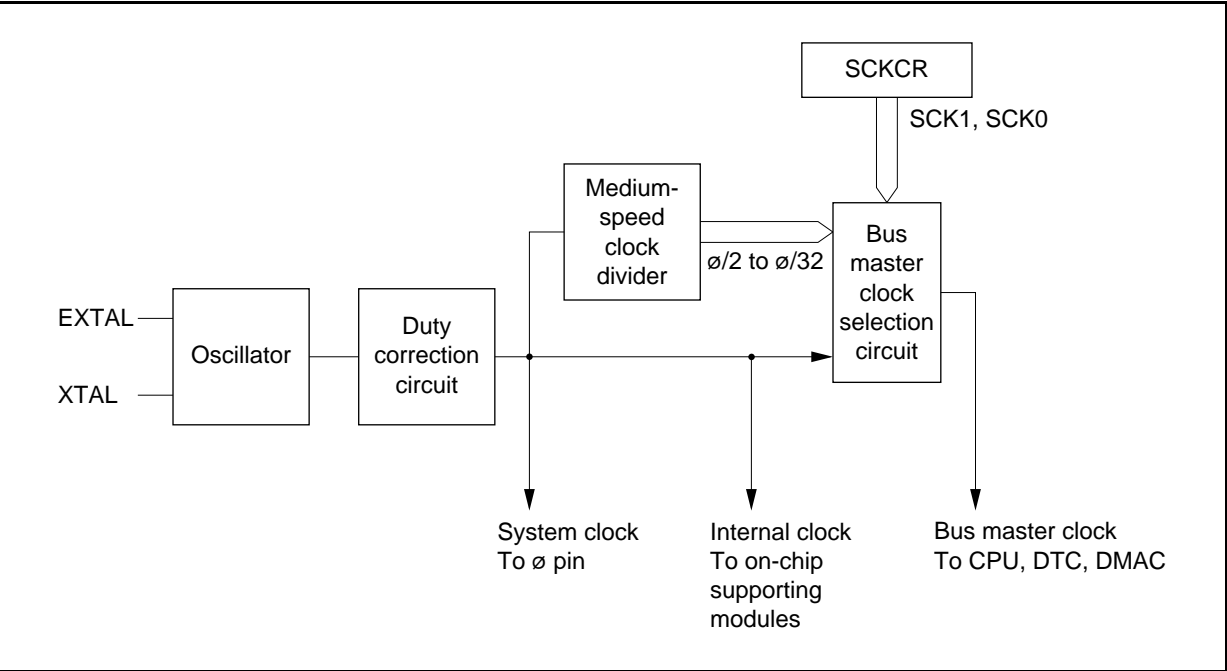 SCKCR
SCK1, SCK0
Medium-
speed
clock
divider
ø/2 to ø/32
Bus
master
clock
selection
circuit
EXTAL
XTAL
Oscillator
Duty
correction
circuit
System clock
To ø pin
Internal clock
To on-chip
supporting
modules
Bus master clock
To CPU, DTC, DMAC